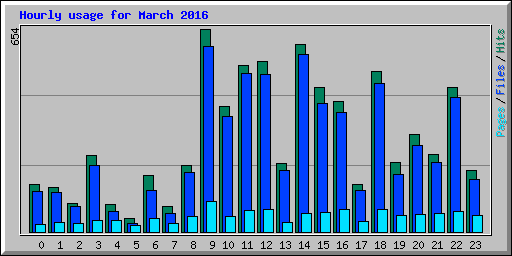 Hourly usage for March 2016
654
Pages/Files/Hits
0 1 2 3 4 5 6 7 8 9 10 11 12 13 14 15 16 17 18 19 20 21 22 23